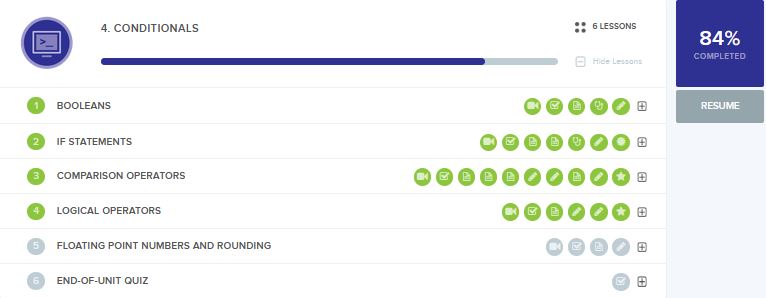 4. CONDITIONALS
6 LESSONS
Hide Lessons
84%
COMPLETED
RESUME
1 BOOLEANS
2 IF STATEMENTS
3 COMPARISON OPERATORS
4 LOGICAL OPERATORS
5 FLOATING POINT NUMBERS AND ROUNDING
6 END-OF-UNIT QUIZ